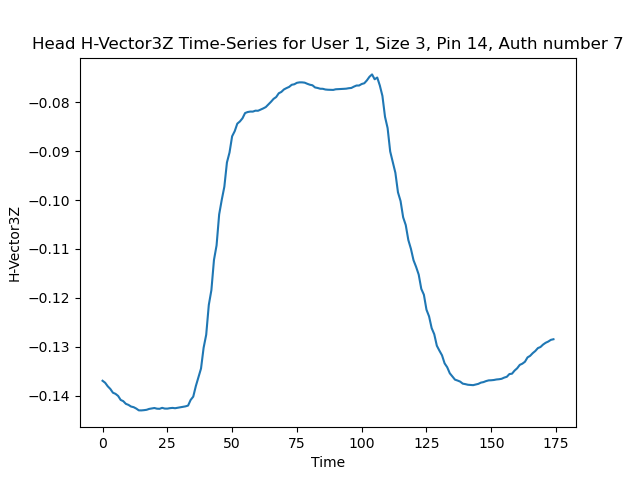 Head H-Vector3Z Time-Series for User 1, Size 3, Pin 14, Auth number 7
H-Vector3Z
−0.08
−0.09
−0.10
−0.11
−0.12
−0.13
−0.14
0 25 50 75 100 125 150 175
Time